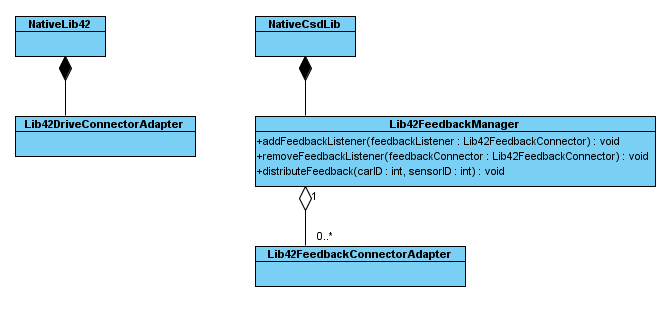 NativeLib42
NativeCsdLib
Lib42DriveConnectorAdapter
Lib42FeedbackManager
+addFeedbackListener(feedbackListener : Lib42FeedbackConnector) : void
+removeFeedbackListener(feedbackConnector : Lib42FeedbackConnector) : void
+distributeFeedback(carID : int, sensorID : int) : void
1
0..*
Lib42FeedbackConnectorAdapter